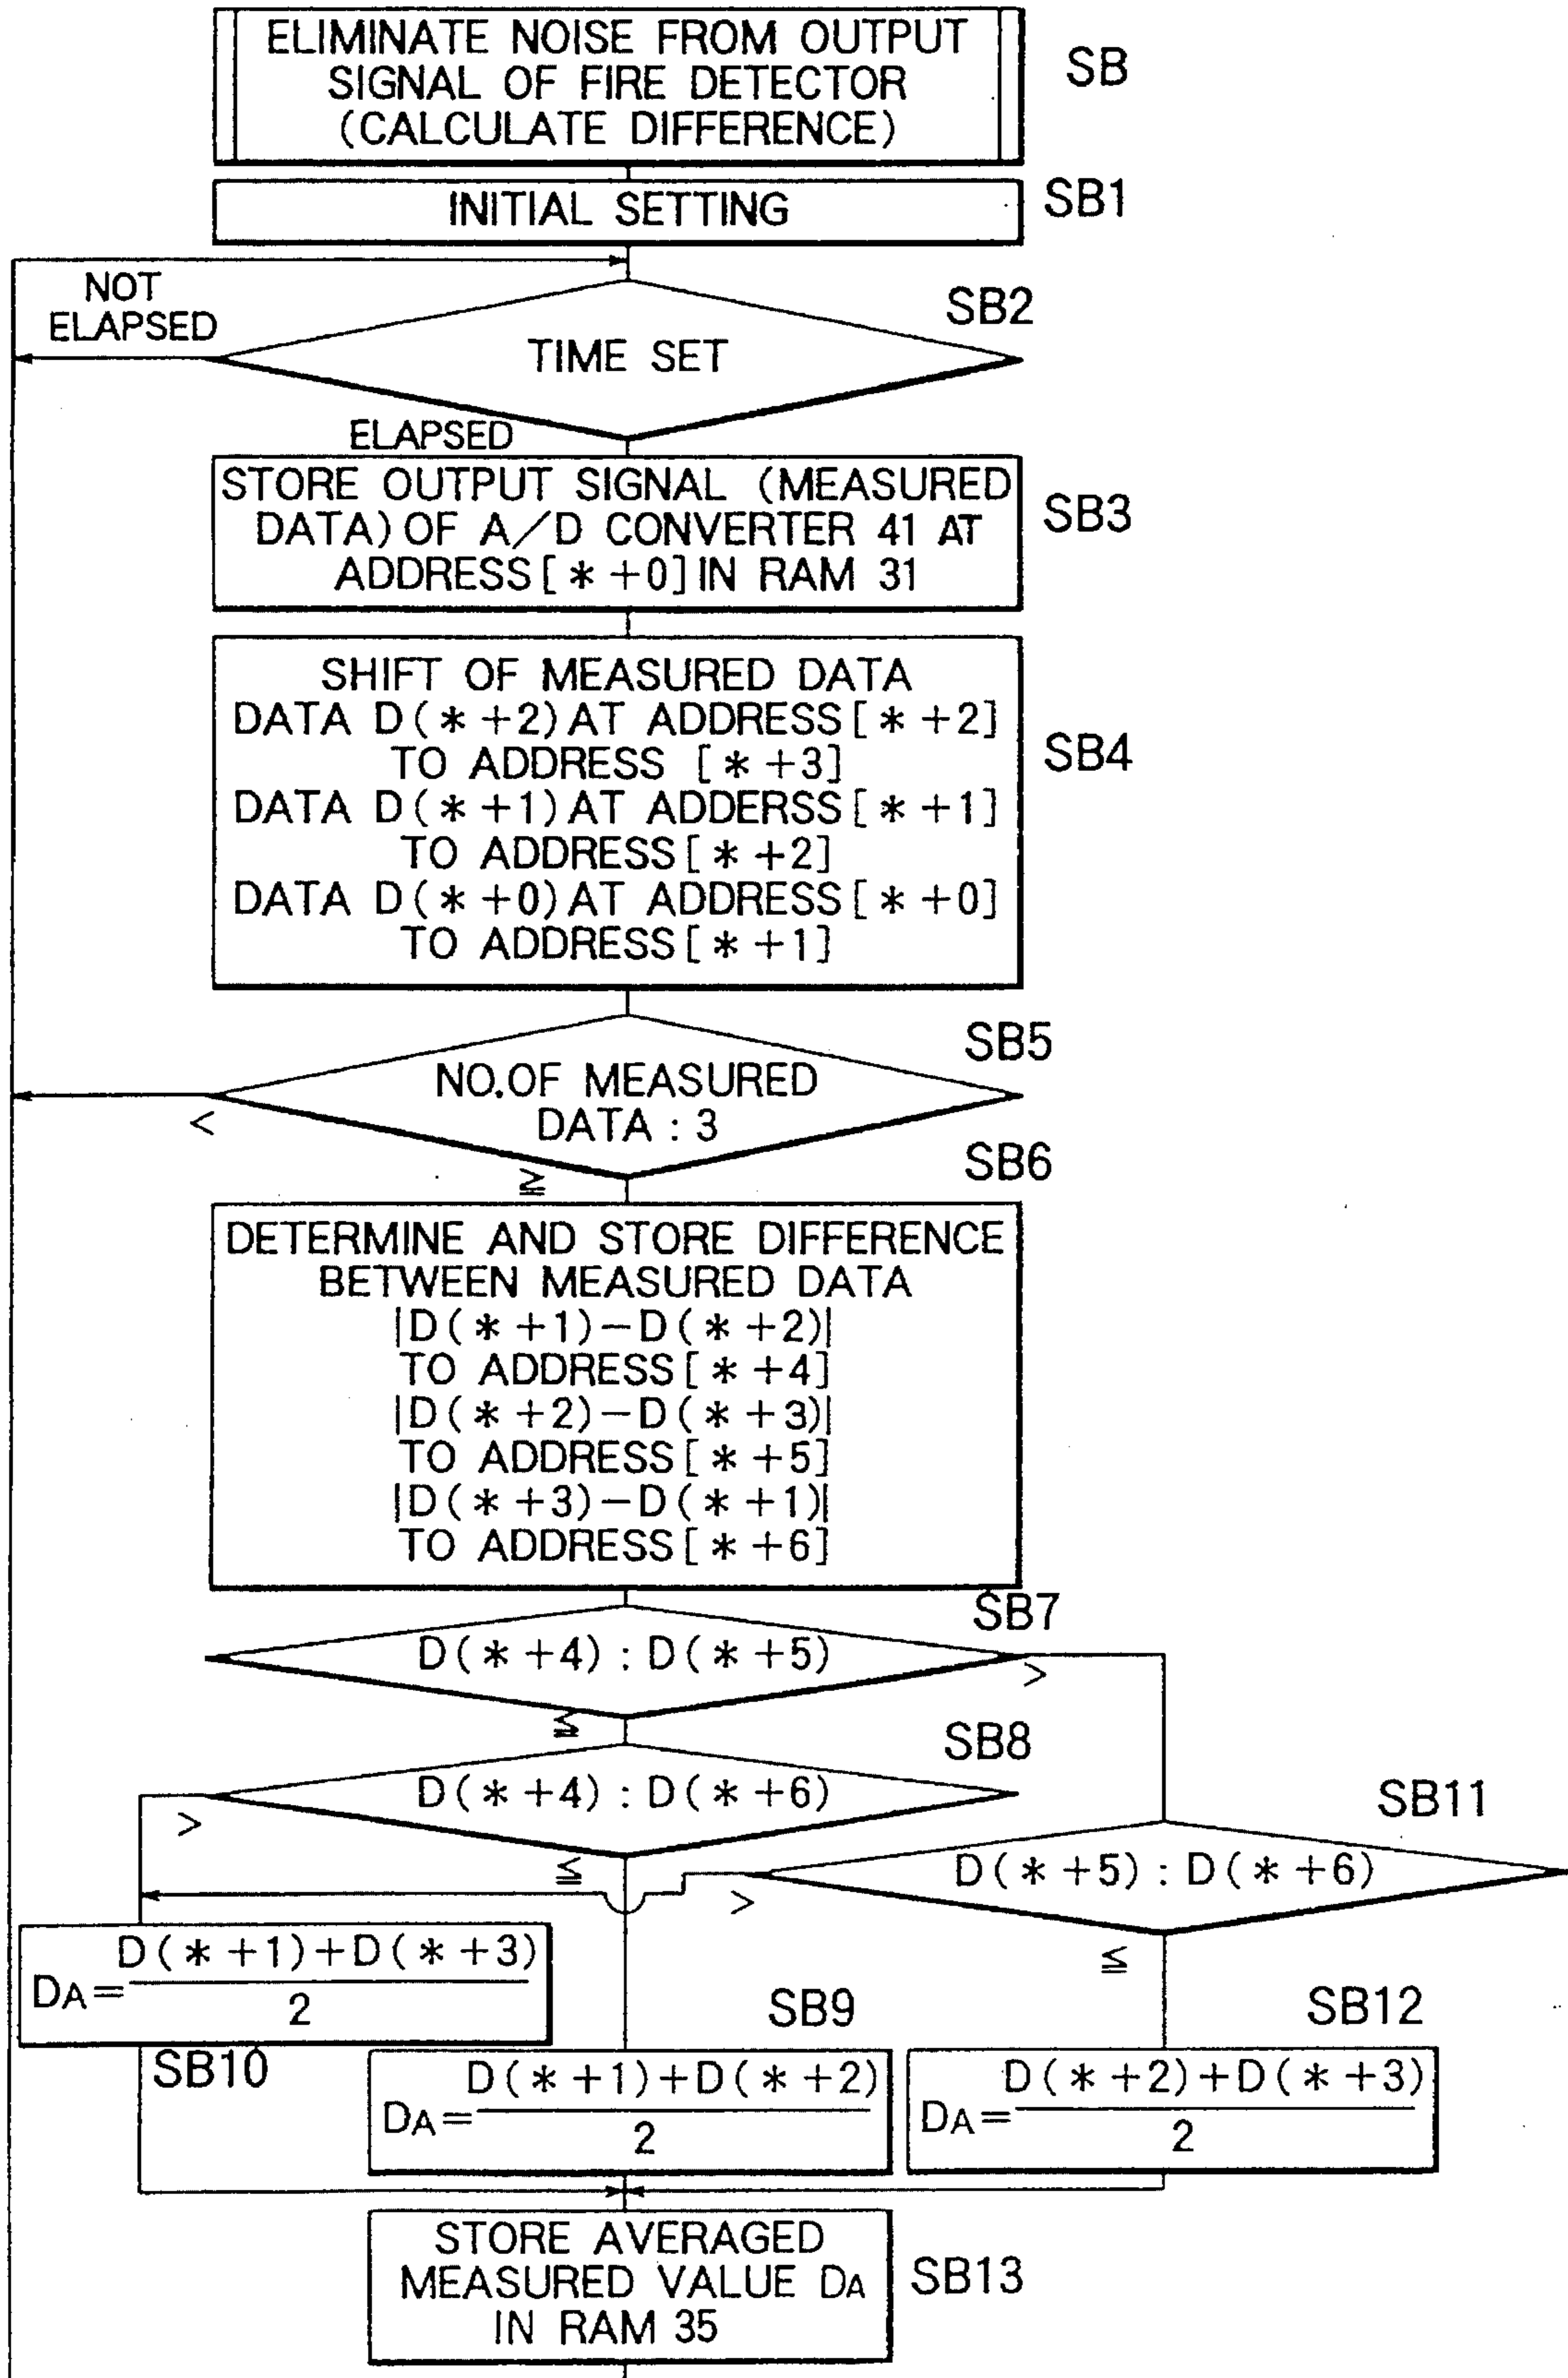 ELIMINATE NOISE FROM OUTPUT
SIGNAL OF FIRE DETECTOR
(CALCULATE DIFFERENCE)
SB
INITIAL SETTING
SB1
NOT
ELAPSED
TIME SET
SB2
ELAPSED
STORE OUTPUT SIGNAL (MEASURED
DATA) OF A/D CONVERTER 41 AT
ADDRESS[*+0] IN RAM 31
SB3
SHIFT OF MEASURED DATA
DATA D(*+2) AT ADDRESS[*+2]
TO ADDRESS [*+3]
DATA D(*+1) AT ADDERSS[*+1]
TO ADDRESS[*+2]
DATA D(*+0) AT ADDRESS[*+0]
TO ADDRESS[*+1]
SB4
NO.OF MEASURED
DATA : 3
SB5
<
≧
SB6
DETERMINE AND STORE DIFFERENCE
BETWEEN MEASURED DATA
|D(*+1)-D(*+2)|
TO ADDRESS[*+4]
|D(*+2)-D(*+3)|
TO ADDRESS[*+5]
|D(*+3)-D(*+1)|
TO ADDRESS[*+6]
SB7
D(*+4) : D(*+5)
>
≦
SB8
D(*+4) : D(*+6)
>
≦
SB11
D(*+5) : D(*+6)
>
≦
D(*+1)+D(*+3)
DA=
2
SB10
SB9
D(*+1)+D(*+2)
DA=
2
SB12
D(*+2)+D(*+3)
DA=
2
STORE AVERAGED
MEASURED VALUE DA
IN RAM 35
SB13